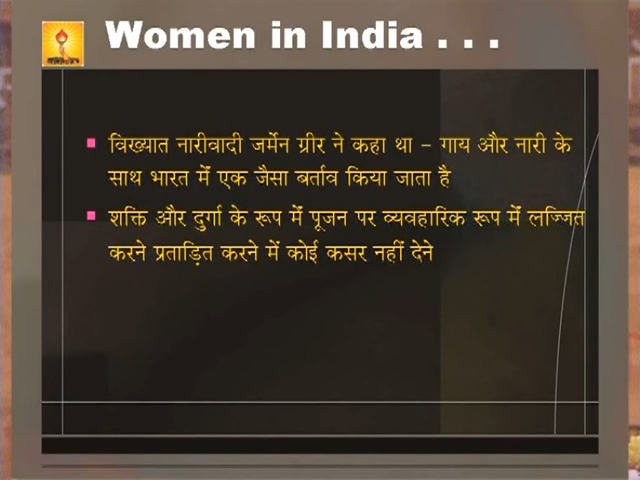 Women in India . . .
विख्यात नारीवादी जर्मेन ग्रीर ने कहा था – गाय और नारी के
साथ भारत में एक जैसा बर्ताव किया जाता है
शक्ति और दुर्गा के रूप में पूजन पर व्यवहारिक रूप में लज्जित
करने प्रताड़ित करने में कोई कसर नहीं देने